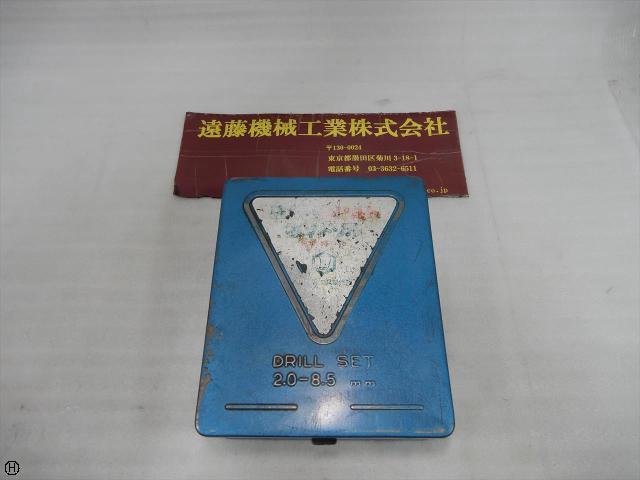 遠藤機械工業株式会社
〒130-0024
東京都墨田区菊川3-18-1
電話番号 03-3632-6511
co.jp
DRILL SET
2.0-8.5 mm
H